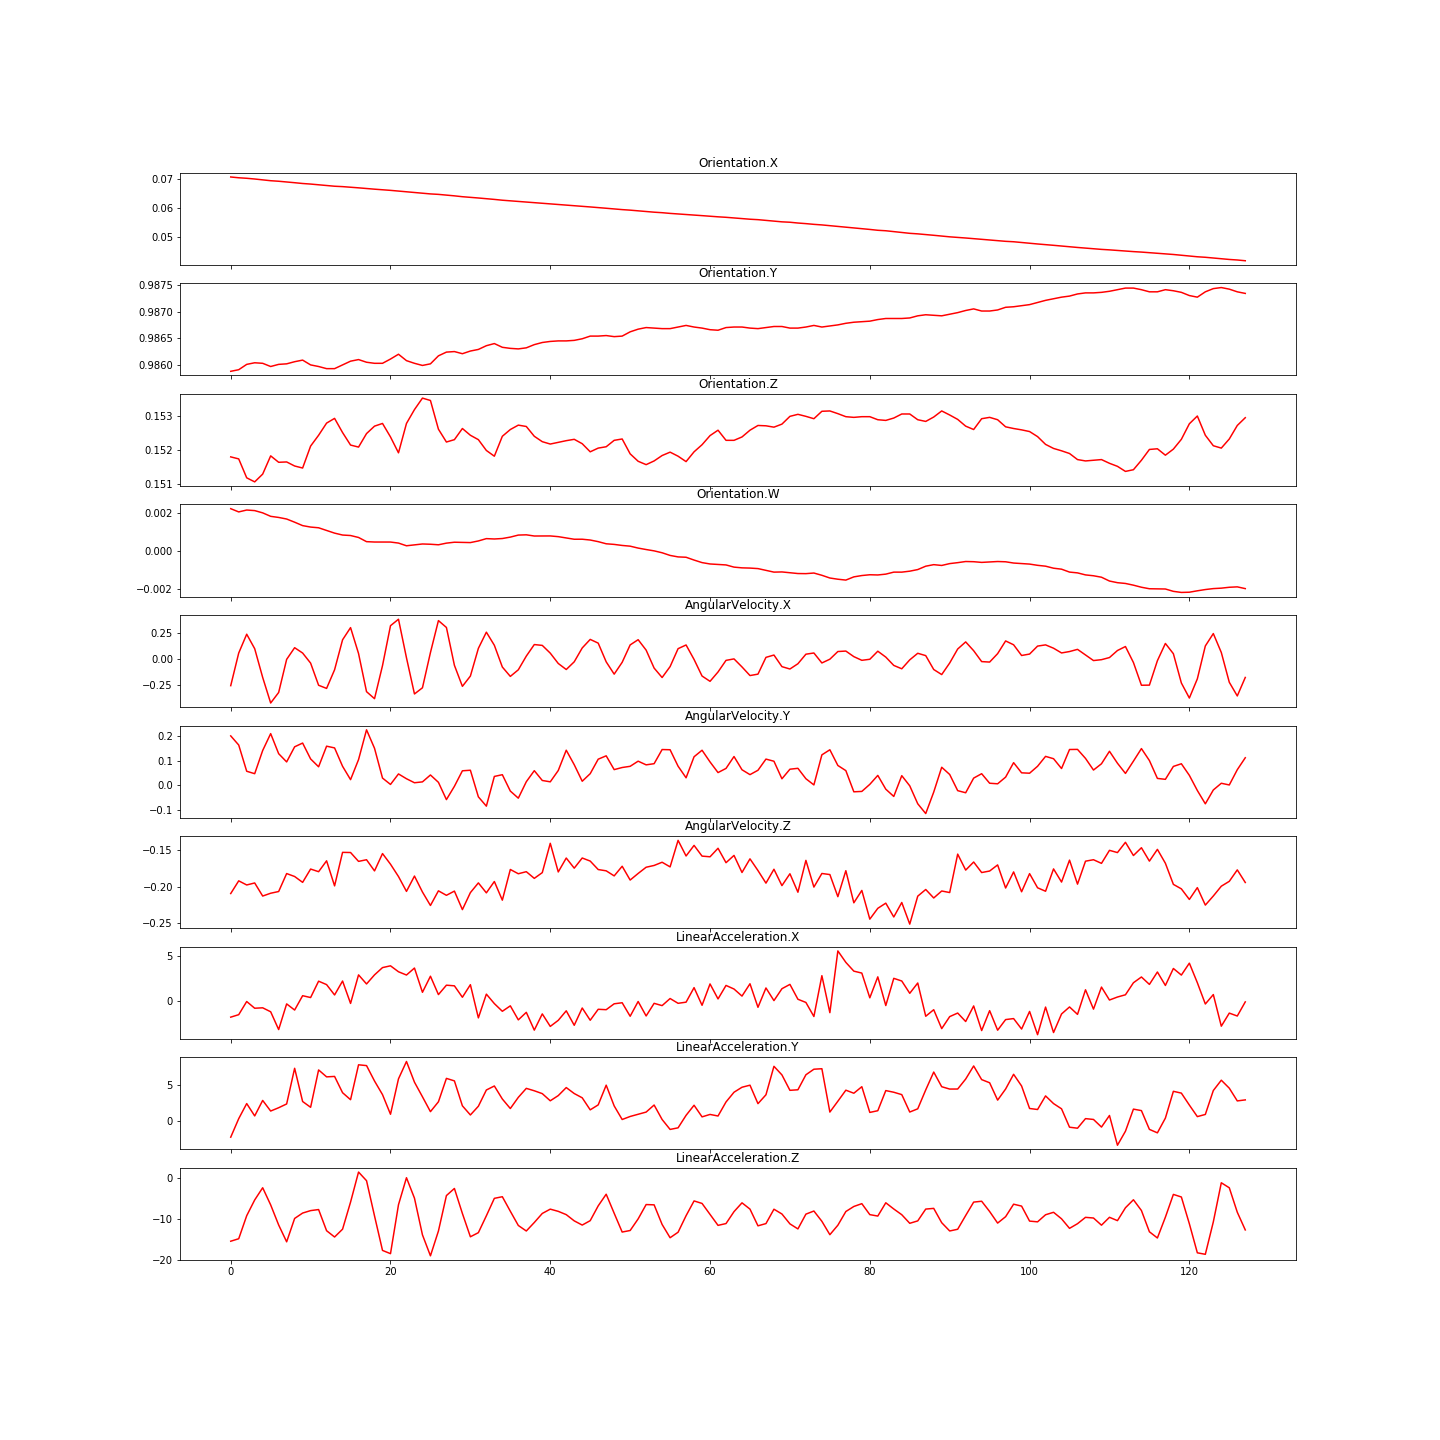 Orientation.X
0.07
0.06
0.05
Orientation.Y
0.9875
0.9870
0.9865
0.9860
Orientation.Z
0.153
0.152
0.151
Orientation.W
0.002
0.000
−0.002
AngularVelocity.X
0.25
0.00
−0.25
AngularVelocity.Y
0.2
0.1
0.0
−0.1
AngularVelocity.Z
−0.15
−0.20
−0.25
LinearAcceleration.X
5
0
LinearAcceleration.Y
5
0
LinearAcceleration.Z
0
−10
−20
0 20 40 60 80 100 120